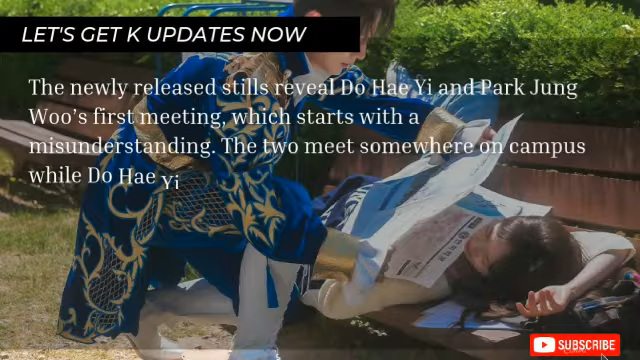 LET'S GET K UPDATES NOW
The newly released stills reveal Do Hae Yi and Park Jung
Woo's first meeting, which starts with a
misunderstanding. The two meet somewhere on campus
while Do Hae Yi
SUBSCRIBE